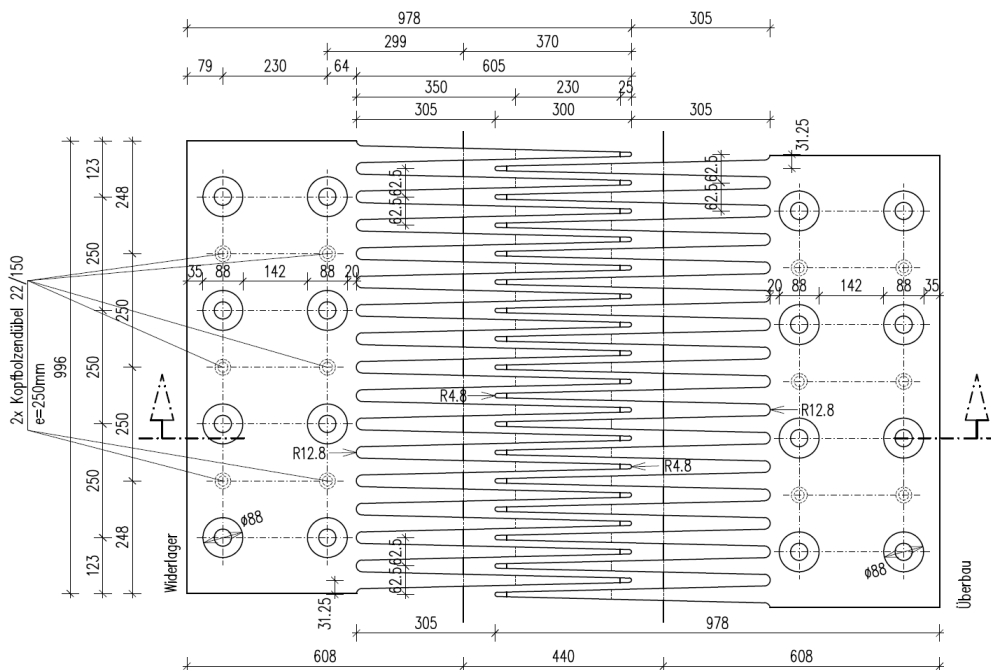 978 305
299 370
79 230 64 605
350 230 25
305 300 305
31.25
123
248
62.5
62.5
62.5
62.5
250
250
35 88 142 88 20
20 88 142 88 35
2x Kopfbolzendübel 22/150
e=250mm
996
250
250
R4.8
R12.8
250
R12.8
R4.8
250
ø88
248
123
62.5
62.5
ø88
Widerlager
31.25
Überbau
305 978
608 440 608